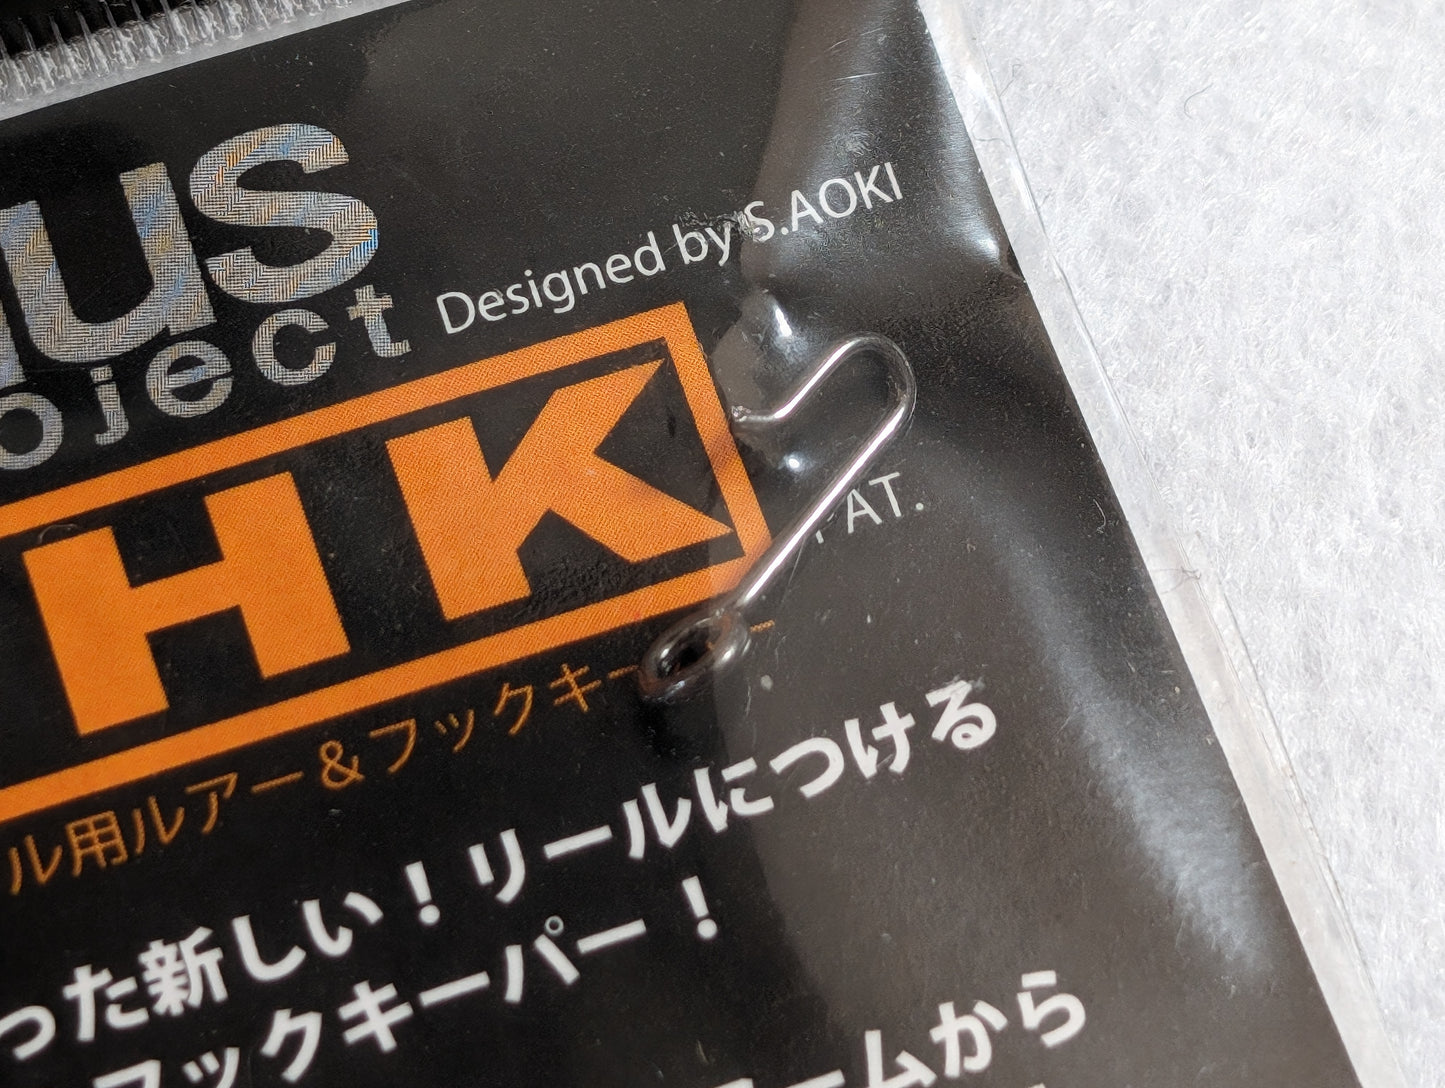 Designed by S.AOKI
us
oject
HK
PAT.
ル用ルアー&フックキー
った新しい！リールにつける
フックキーパー！
ームから